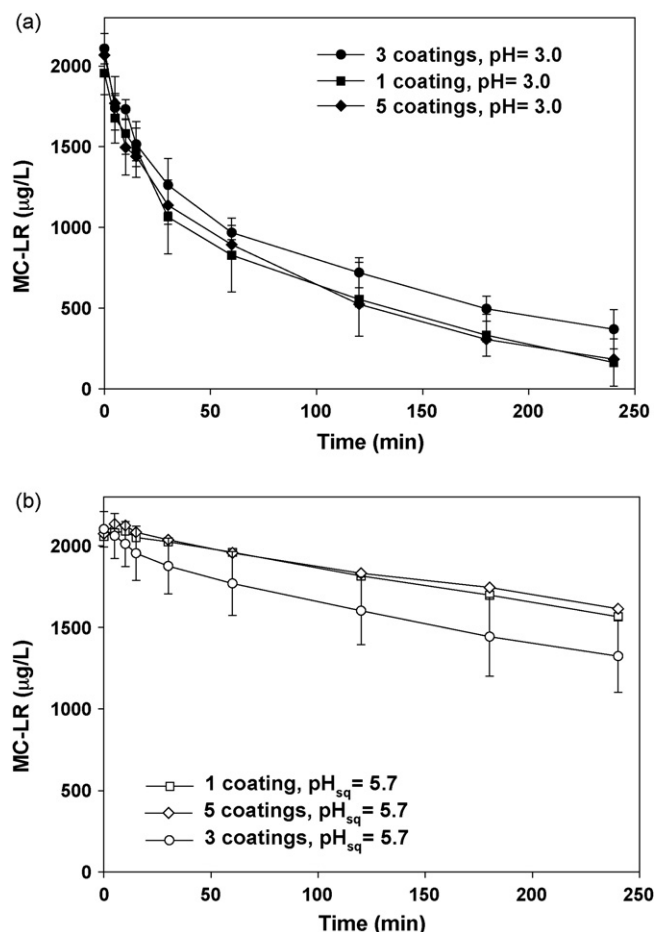 (a)
3 coatings, pH= 3.0
1 coating, pH= 3.0
5 coatings, pH= 3.0
MC-LR (µg/L)
2000
1500
1000
500
0
0 50 100 150 200 250
Time (min)
(b)
MC-LR (µg/L)
2000
1500
1000
500
0
1 coating, pHsq= 5.7
5 coatings, pHsq= 5.7
3 coatings, pHsq= 5.7
0 50 100 150 200 250
Time (min)